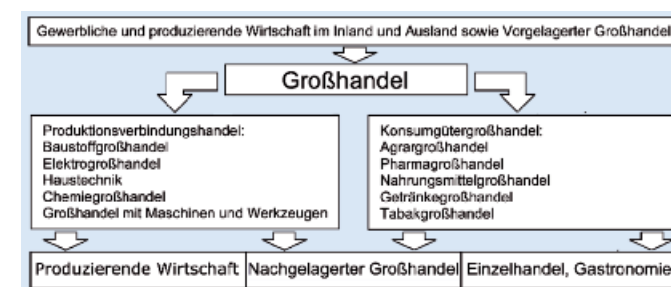 Gewerbliche und produzierende Wirtschaft im Inland und Ausland sowie Vorgelagerter Großhandel
Großhandel
Produktionsverbindungshandel:
Baustoffgroßhandel
Elektrogroßhandel
Haustechnik
Chemiegroßhandel
Großhandel mit Maschinen und Werkzeugen
Konsumgütergroßhandel:
Agrargroßhandel
Pharmagroßhandel
Nahrungsmittelgroßhandel
Getränkegroßhandel
Tabakgroßhandel
Produzierende Wirtschaft
Nachgelagerter Großhandel
Einzelhandel, Gastronomie